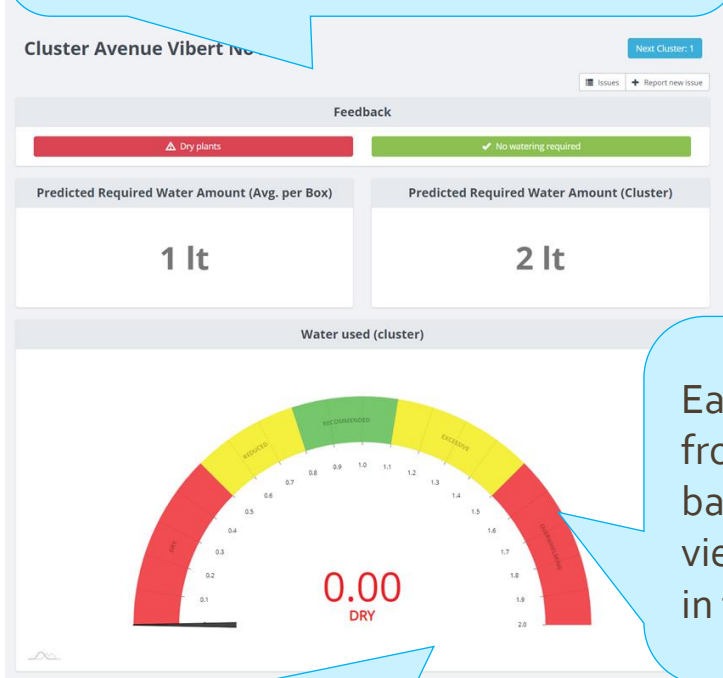 Cluster Avenue Vibert
Next Cluster: 1
Issues
Report new issue
Feedback
Dry plants
No watering required
Predicted Required Water Amount (Avg. per Box)
Predicted Required Water Amount (Cluster)
1 lt
2 lt
Water used (cluster)
DRY
REDUCED
RECOMMENDED
EXCESSIVE
OVERWHELMING
0.1
0.2
0.3
0.4
0.5
0.6
0.7
0.8
0.9
1.0
1.1
1.2
1.3
1.4
1.5
1.6
1.7
1.8
1.9
2.0
0.00
DRY
Ea
fro
ba
vie
in